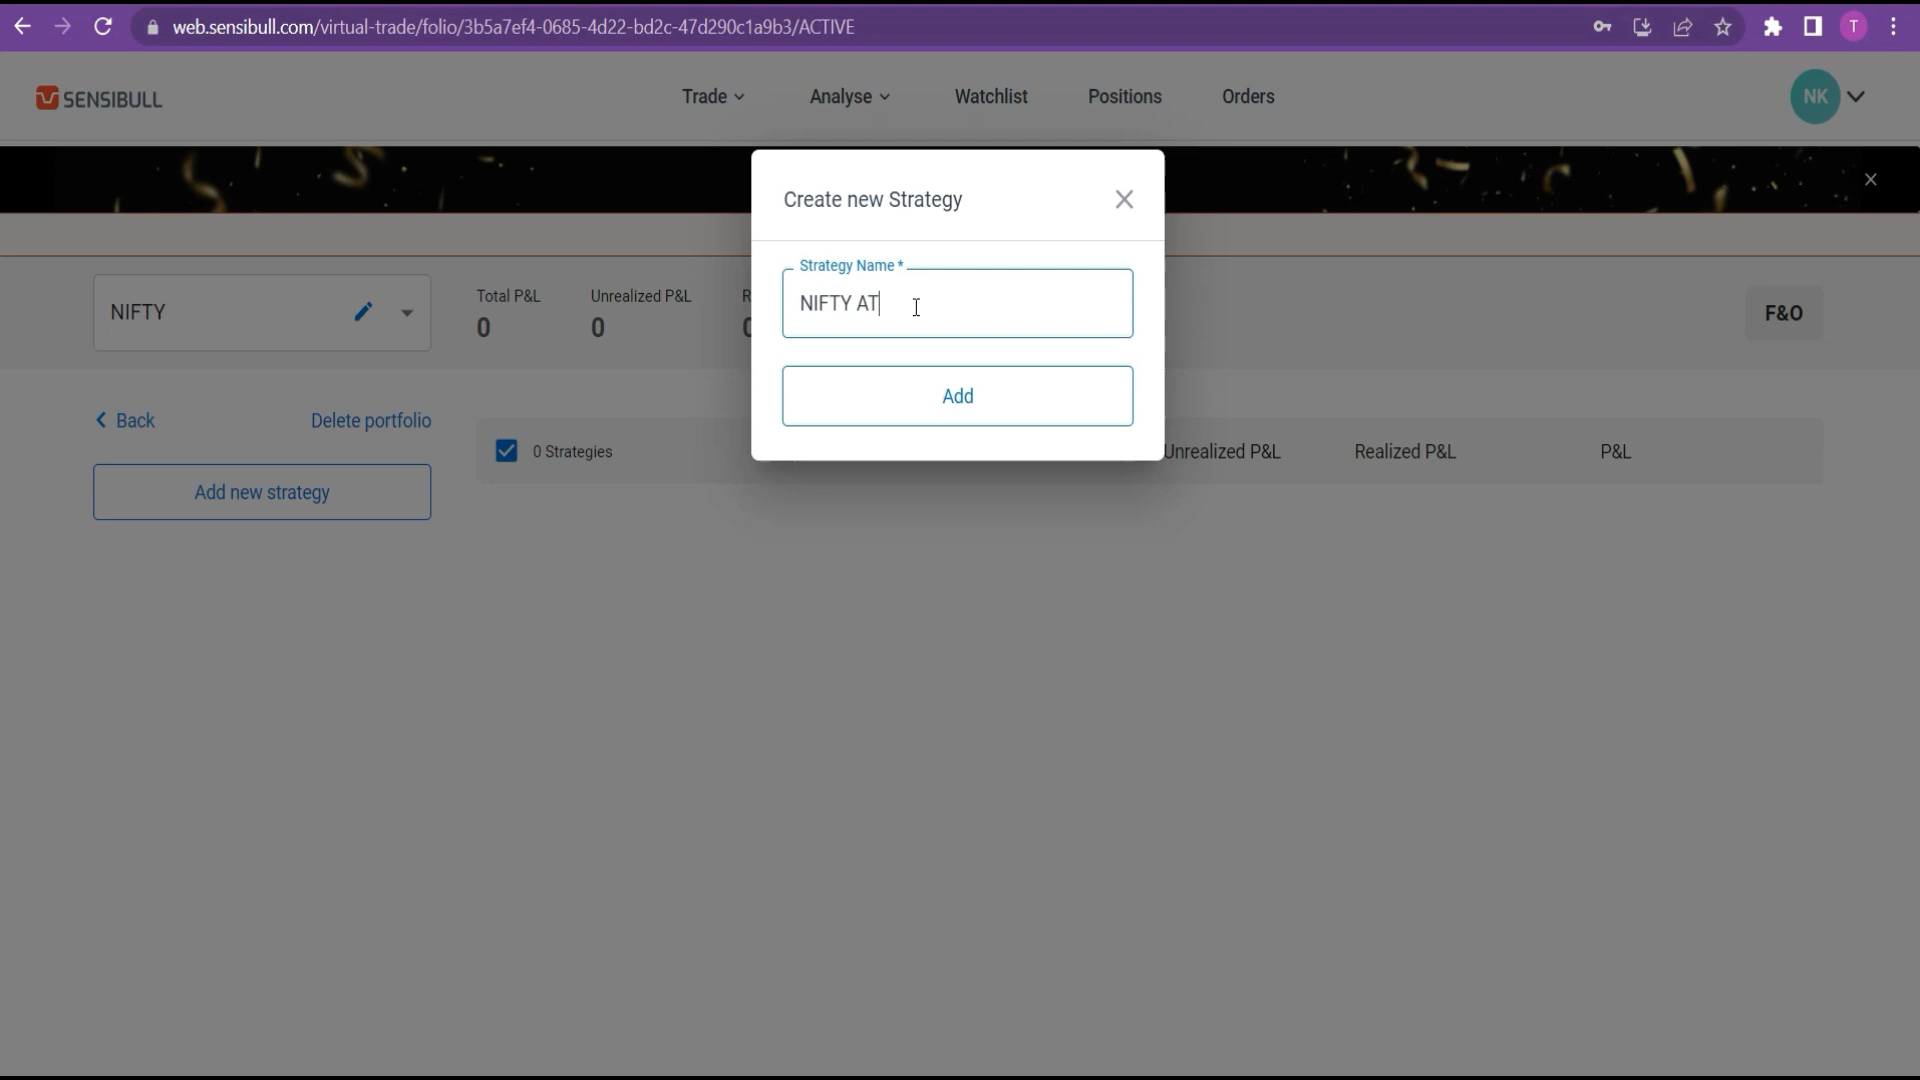 web.sensibull.com/virtual-trade/folio/3b5a7ef4-0685-4d22-bd2c-47d290c1a9b3/ACTIVE
T
SENSIBULL
Trade
Analyse
Watchlist
Positions
Orders
NK
Create new Strategy
Strategy Name *
NIFTY AT
Add
NIFTY
Total P&L
0
Unrealized P&L
0
F&O
Back
Delete portfolio
Add new strategy
0 Strategies
Unrealized P&L
Realized P&L
P&L